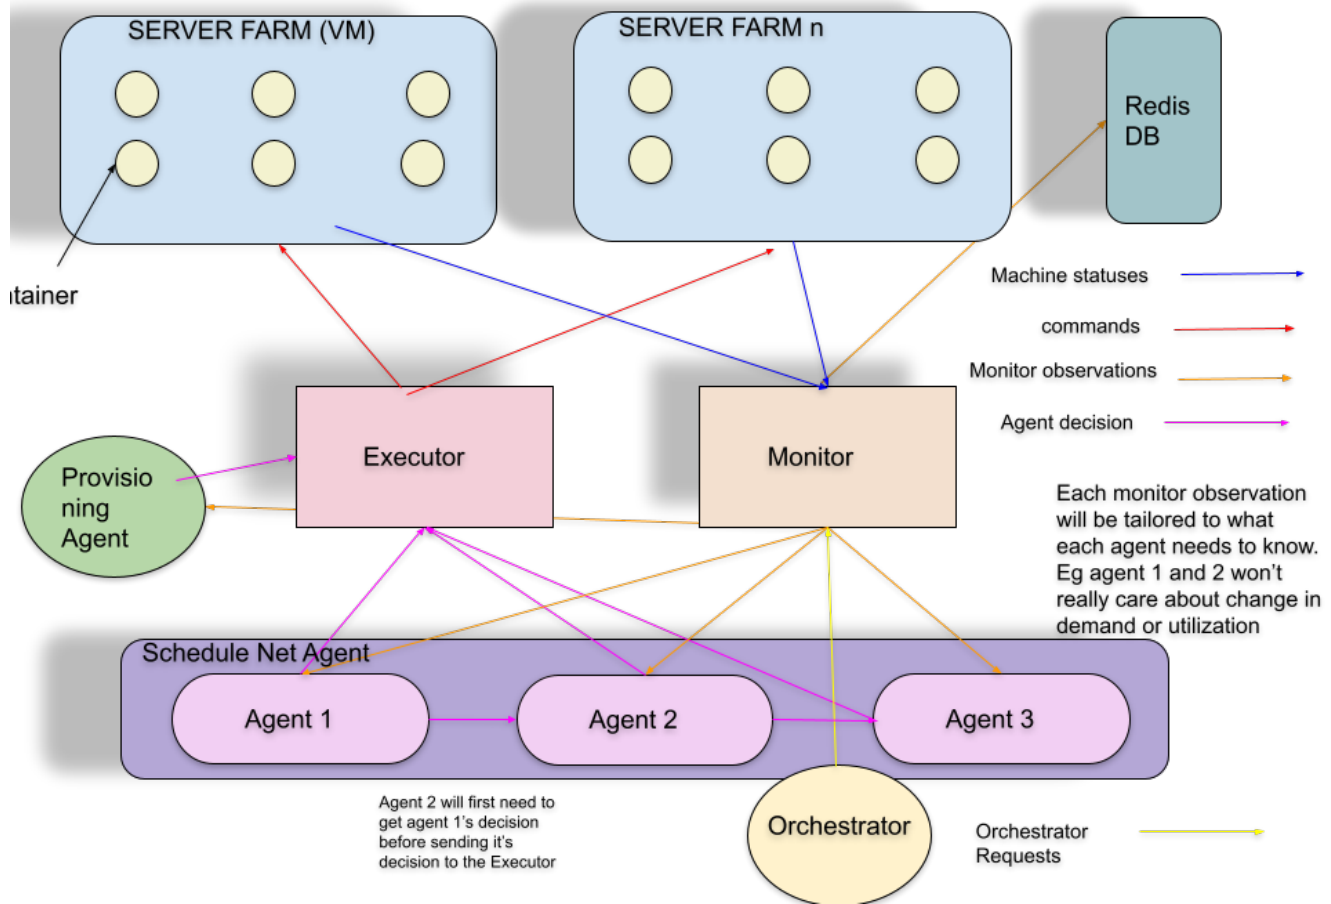 SERVER FARM (VM)
SERVER FARM n
Redis
DB
ntainer
Machine statuses
commands
Monitor observations
Agent decision
Executor
Monitor
Provisio
ning
Agent
Each monitor observation
will be tailored to what
each agent needs to know.
Eg agent 1 and 2 won't
really care about change in
demand or utilization
Schedule Net Agent
Agent 1
Agent 2
Agent 3
Agent 2 will first need to
get agent 1's decision
before sending it's
decision to the Executor
Orchestrator
Orchestrator
Requests